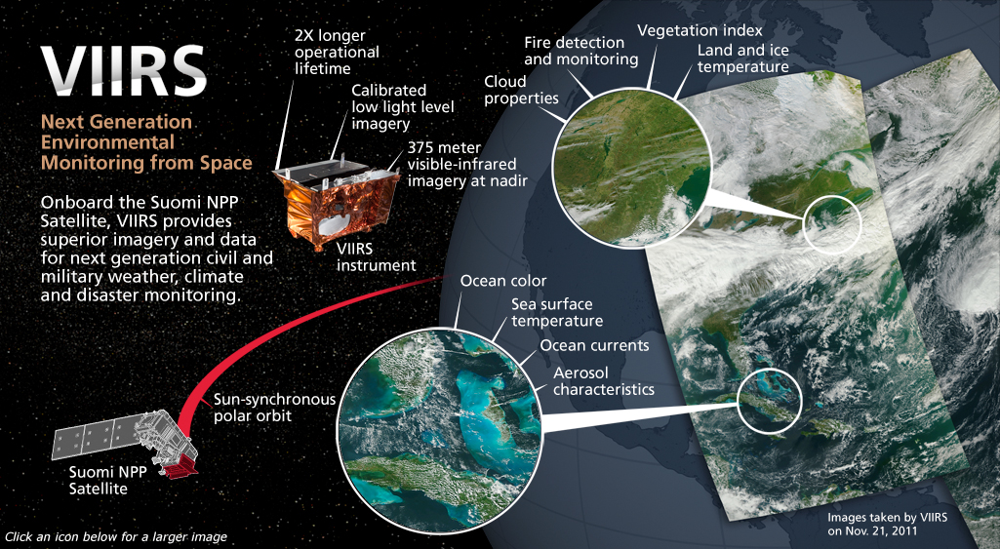 VIIRS
Next Generation
Environmental
Monitoring from Space
Onboard the Suomi NPP
Satellite, VIIRS provides
superior imagery and data
for next generation civil and
military weather, climate
and disaster monitoring.
2X longer
operational
lifetime
Calibrated
low light level
imagery
375 meter
visible-infrared
imagery at nadir
VIIRS
instrument
Cloud
properties
Fire detection
and monitoring
Vegetation index
Land and ice
temperature
Ocean color
Sea surface
temperature
Ocean currents
Aerosol
characteristics
Sun-synchronous
polar orbit
Suomi NPP
Satellite
Images taken by VIIRS
on Nov. 21, 2011
Click an icon below for a larger image